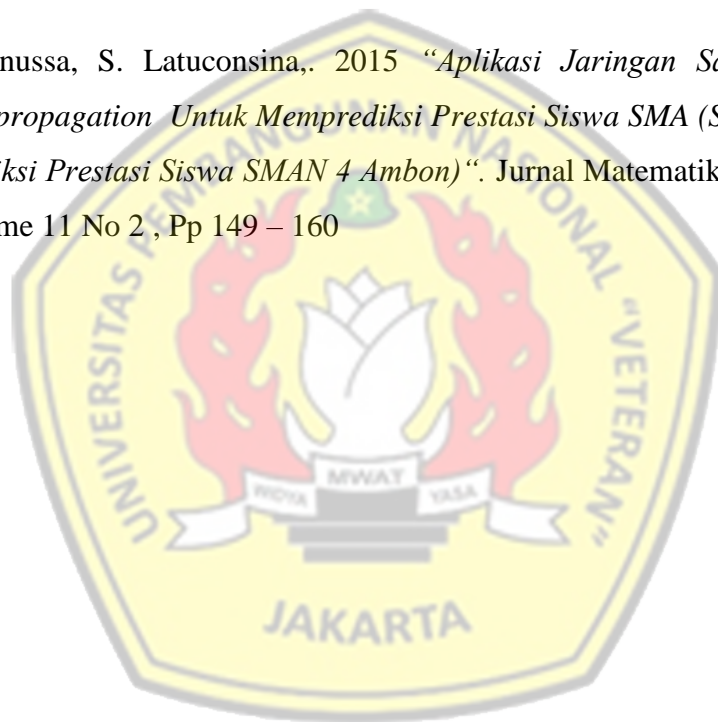 nussa, S. Latuconsina,. 2015 “Aplikasi Jaringan Sa
propagation Untuk Memprediksi Prestasi Siswa SMA (S
iksi Prestasi Siswa SMAN 4 Ambon)“. Jurnal Matematik
me 11 No 2 , Pp 149 – 160
UNIVERSITAS PEMBANGUNAN NASIONAL "VETERAN"
WIDYA MWAT YASA
JAKARTA